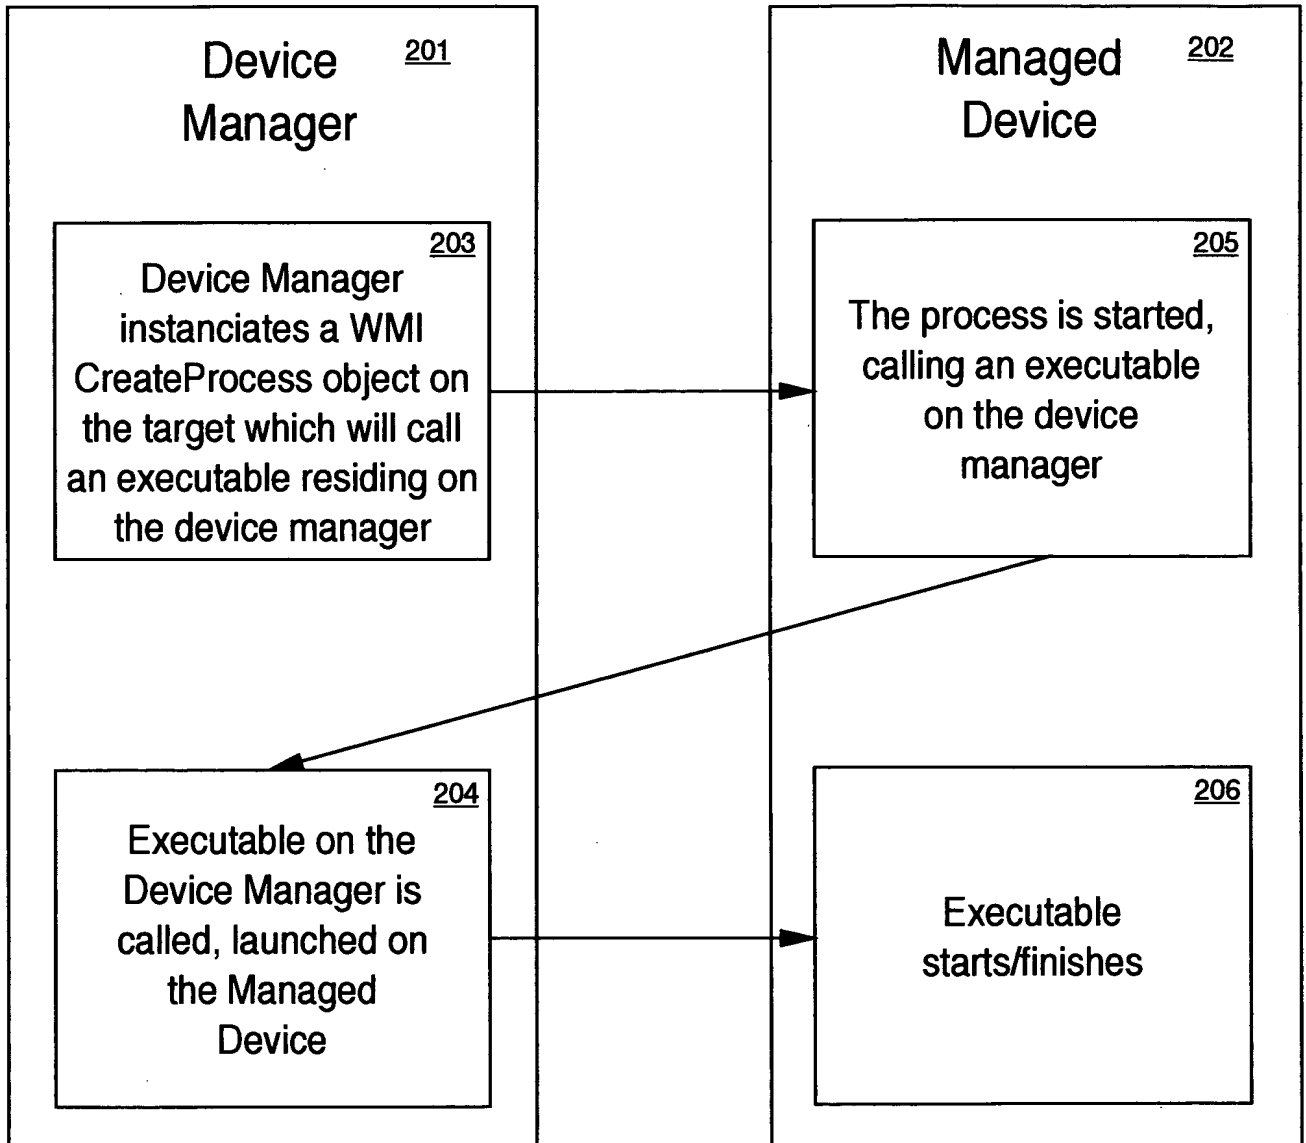 Device
Manager
201
203
Device Manager
instanciates a WMI
CreateProcess object on
the target which will call
an executable residing on
the device manager
204
Executable on the
Device Manager is
called, launched on
the Managed
Device
Managed
Device
202
205
The process is started,
calling an executable
on the device
manager
206
Executable
starts/finishes